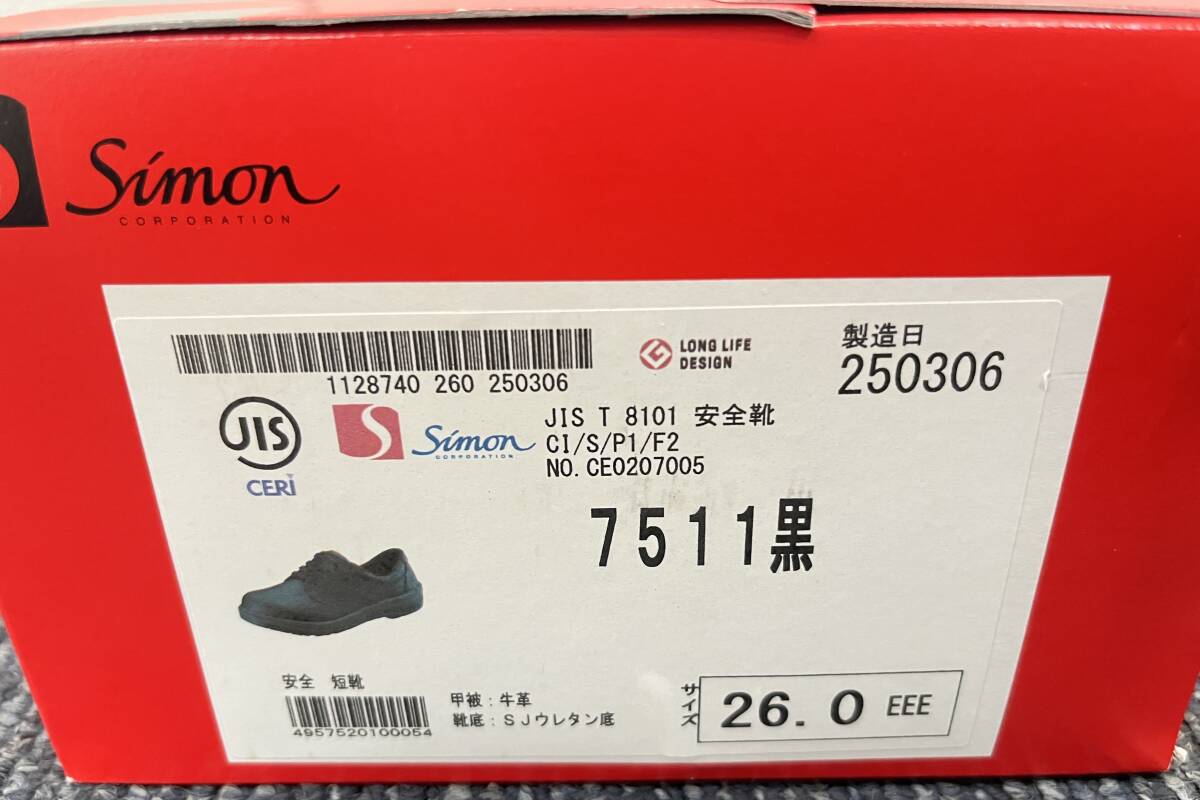 Simon
CORPORATION
1128740 260 250306
LONG LIFE
DESIGN
製造日
250306
JIS
CERI
Simon
CORPORATION
JIS T 8101 安全靴
CI/S/P1/F2
NO. CE0207005
7511黒
安全 短靴
4957520100054
甲被：牛革
靴底：SJウレタン底
サイズ
26.0 EEE